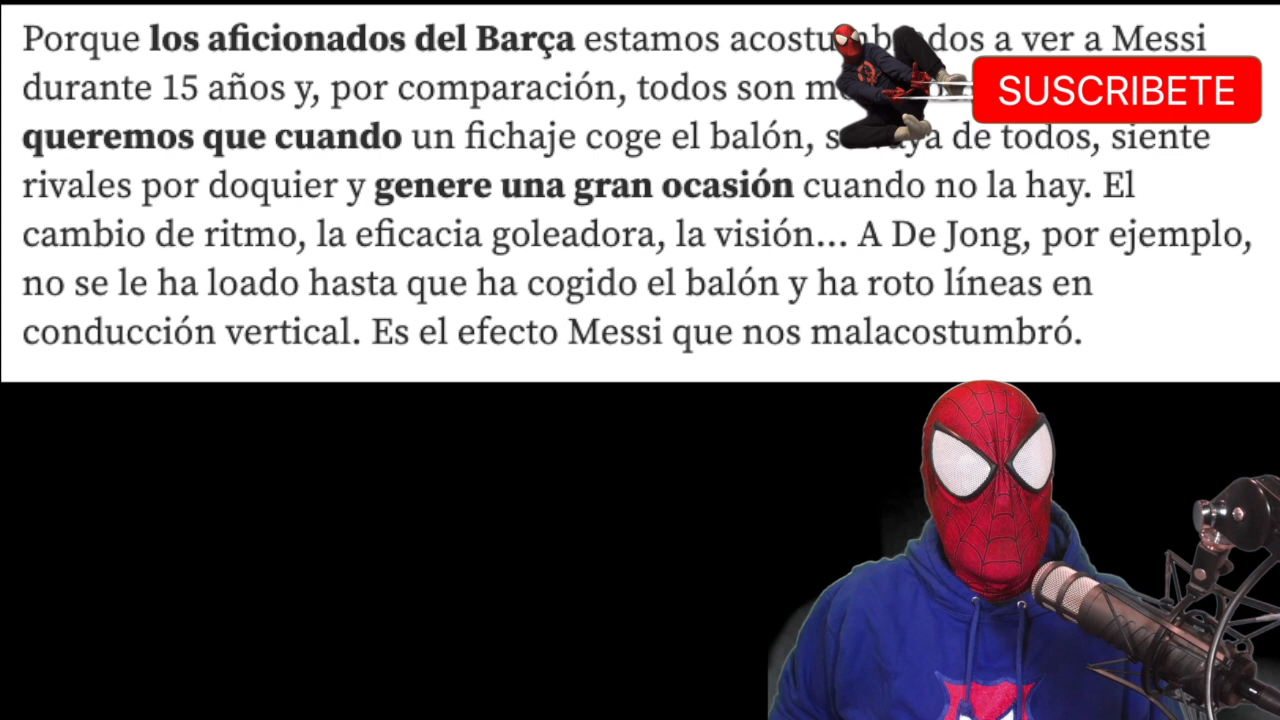 Porque los aficionados del Barça estamos a ver a Messi
durante 15 años y, por comparación, todos son
SUSCRIBETE
queremos que cuando un fichaje coge el balón, de todos, siente
rivales por doquier y genere una gran ocasión cuando no la hay. El
cambio de ritmo, la eficacia goleadora, la visión... A De Jong, por ejemplo,
no se le ha loado hasta que ha cogido el balón y ha roto líneas en
conducción vertical. Es el efecto Messi que nos malacostumbró.